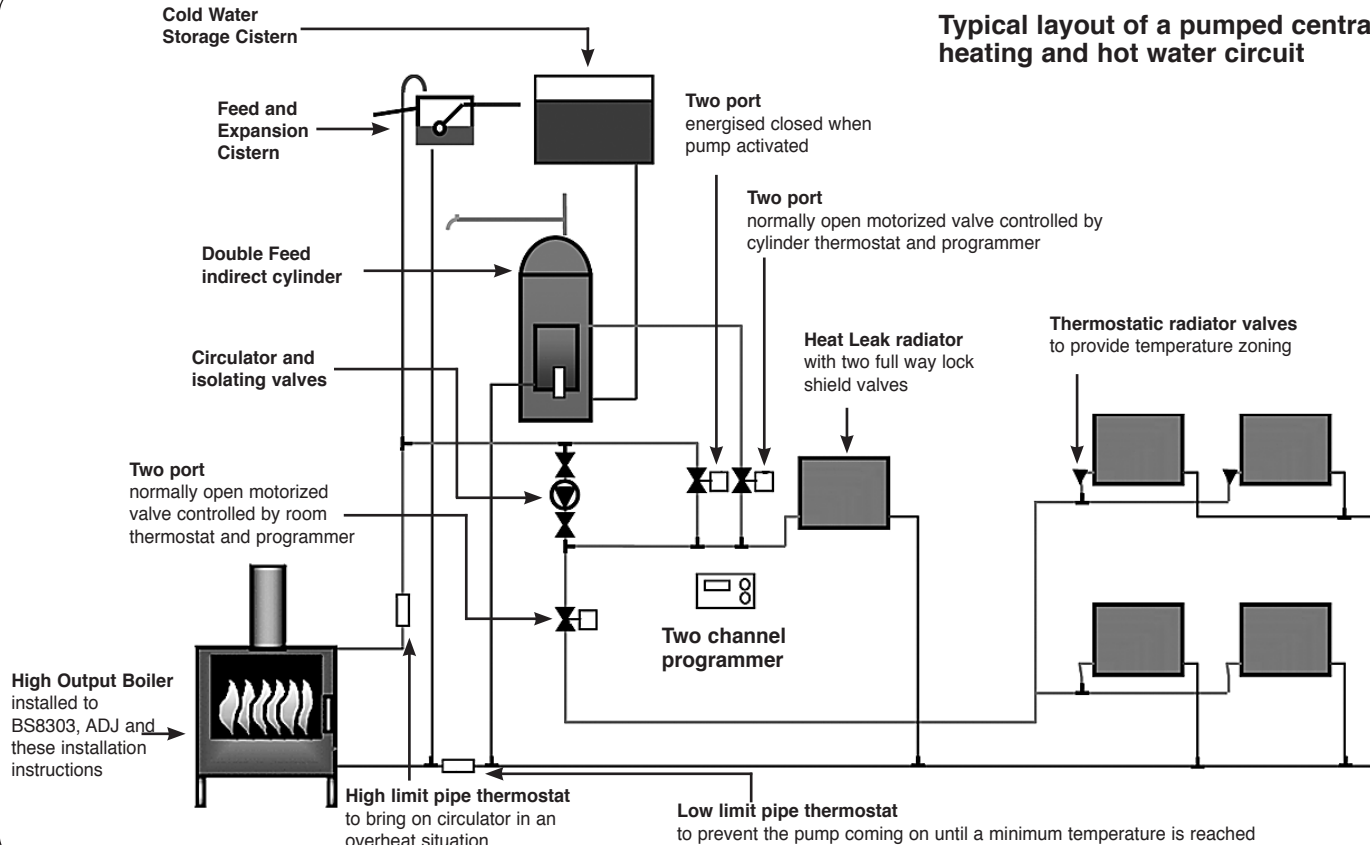 Typical layout of a pumped centra
heating and hot water circuit
Cold Water
Storage Cistern
Feed and
Expansion
Cistern
Two port
energised closed when
pump activated
Two port
normally open motorized valve controlled by
cylinder thermostat and programmer
Double Feed
indirect cylinder
Heat Leak radiator
with two full way lock
shield valves
Thermostatic radiator valves
to provide temperature zoning
Circulator and
isolating valves
Two port
normally open motorized
valve controlled by room
thermostat and programmer
Two channel
programmer
High Output Boiler
installed to
BS8303, ADJ and
these installation
instructions
High limit pipe thermostat
to bring on circulator in an
overheat situation
Low limit pipe thermostat
to prevent the pump coming on until a minimum temperature is reached